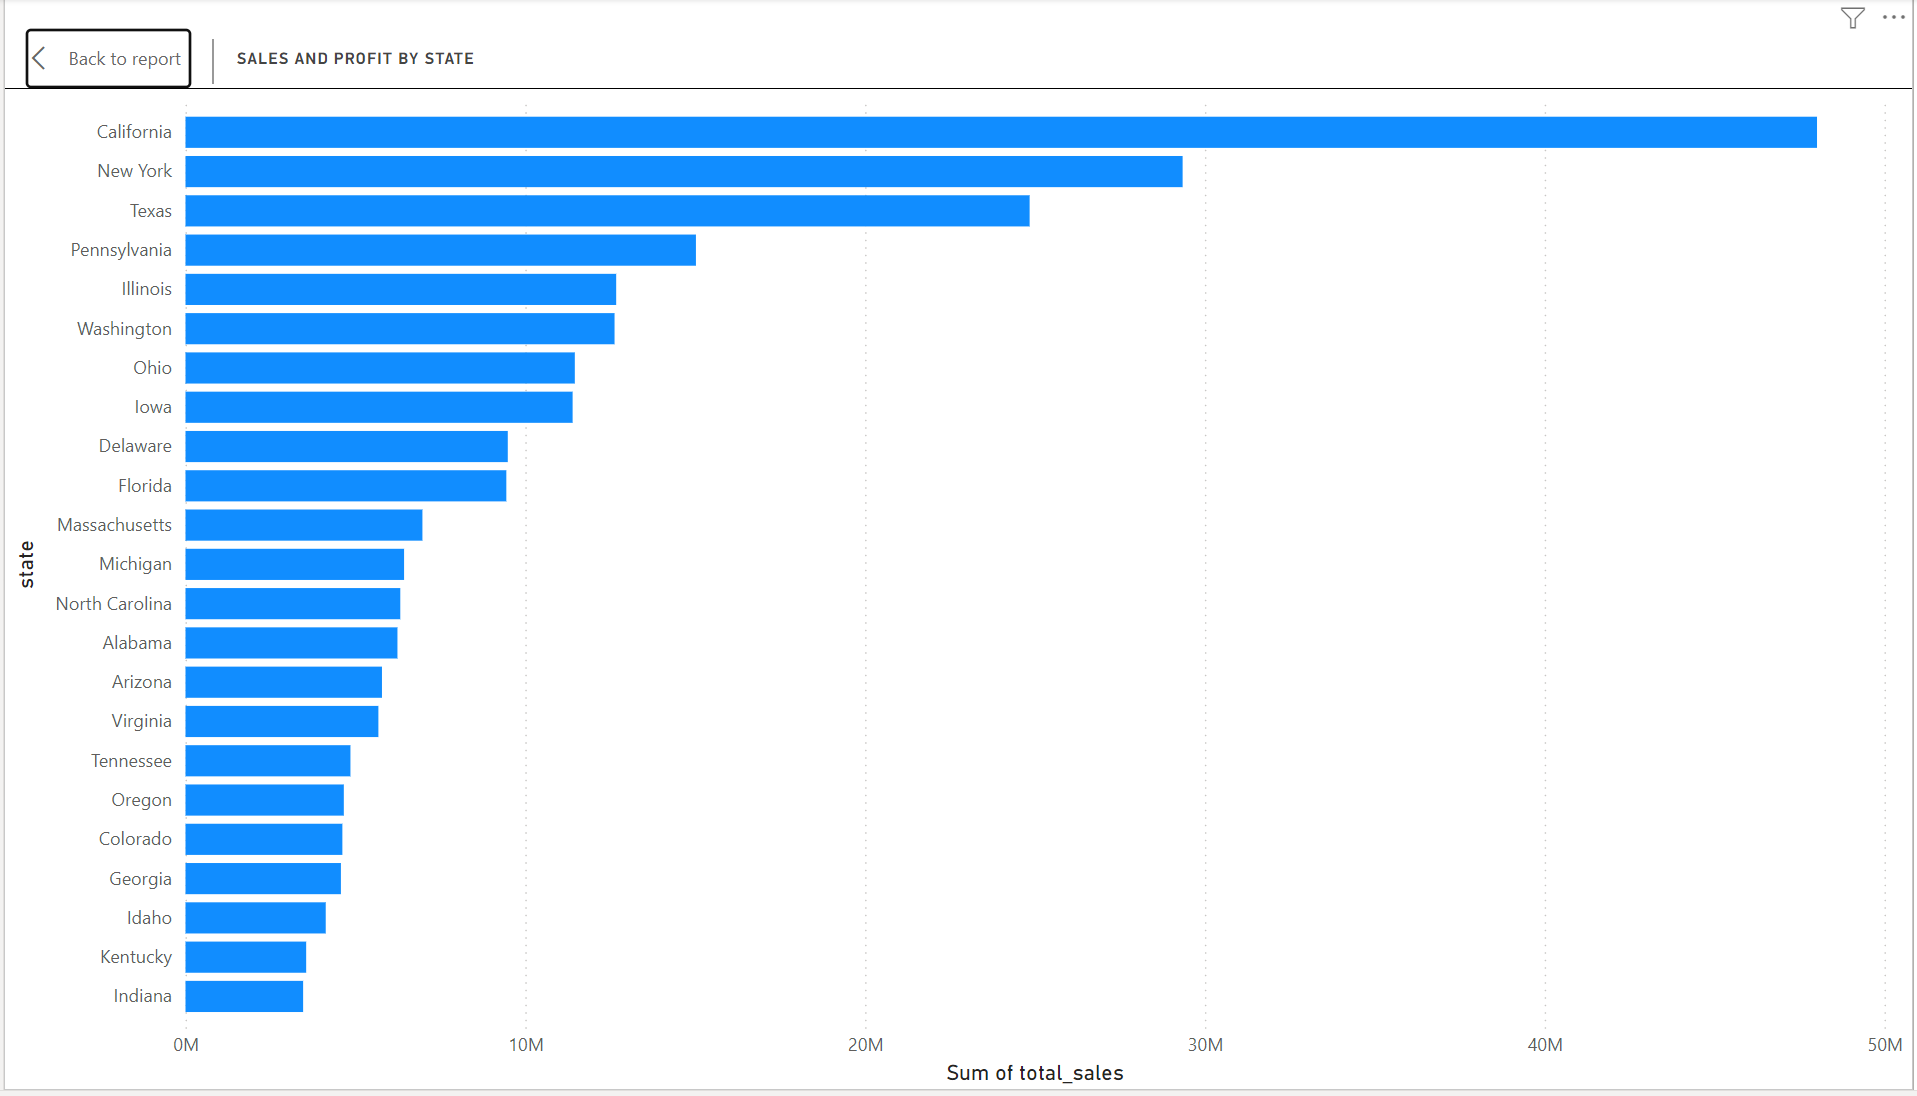 Back to report
SALES AND PROFIT BY STATE
California
New York
Texas
Pennsylvania
Illinois
Washington
Ohio
Iowa
Delaware
Florida
Massachusetts
Michigan
North Carolina
Alabama
Arizona
Virginia
Tennessee
Oregon
Colorado
Georgia
Idaho
Kentucky
Indiana
state
0M 10M 20M 30M 40M 50M
Sum of total_sales